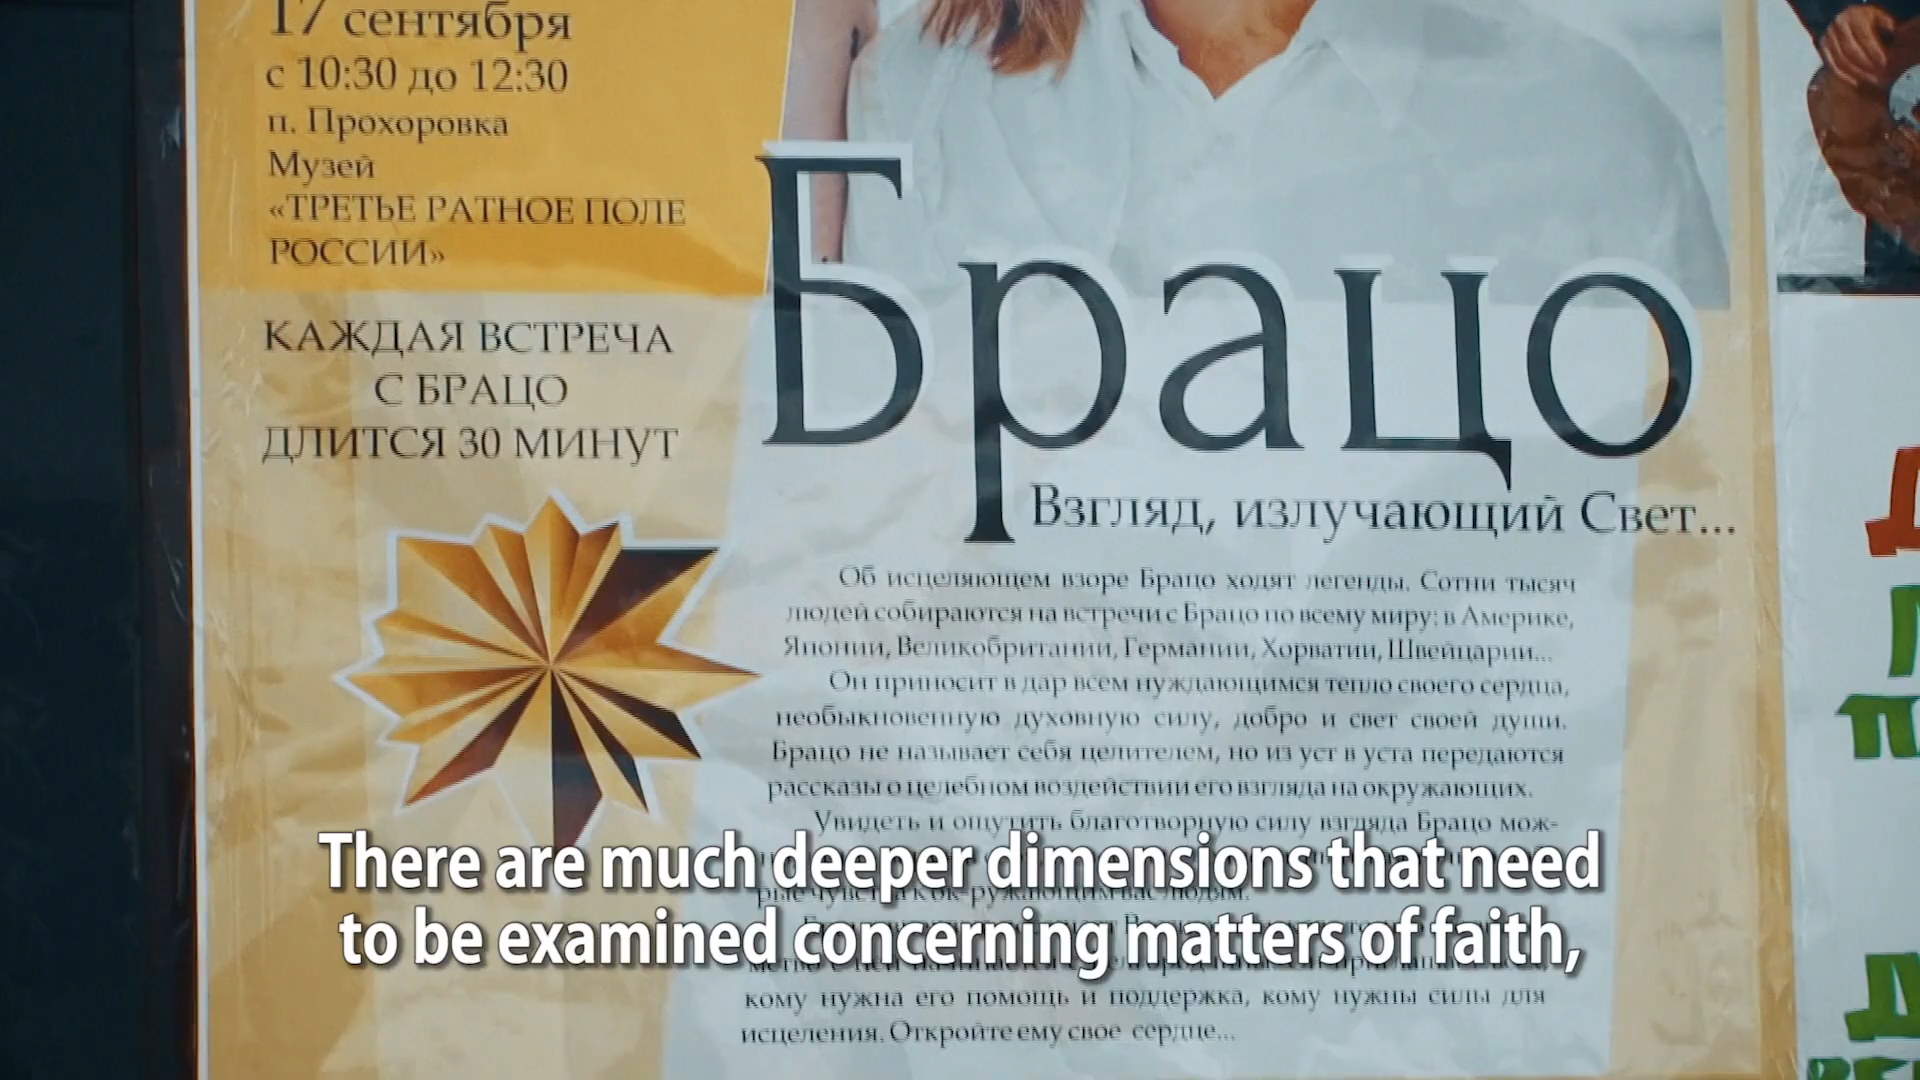 17 сентября
с 10:30 до 12:30
п. Прохоровка
Музей
«ТРЕТЬЕ РАТНОЕ ПОЛЕ
РОССИИ»
КАЖДАЯ ВСТРЕЧА
С БРАЦО
ДЛИТСЯ 30 МИНУТ
Брацо
Взгляд, излучающий Свет...
Об исцеляющем взоре Брацо ходят легенды. Сотни тысяч
людей собираются на встречи с Брацо по всему миру: в Америке,
Японии, Великобритании, Германии, Хорватии, Швейцарии...
Он приносит в дар всем нуждающимся тепло своего сердца,
необыкновенную духовную силу, добро и свет своей души.
Брацо не называет себя целителем, но из уст в уста передаются
рассказы о целебном воздействии его взгляда на окружающих.
Увидеть и ощутить благотворную силу взгляда Брацо мож-
кому нужна его помощь и поддержка, кому нужны силы для
исцеления. Откройте ему свое сердце...
There are much deeper dimensions that need
to be examined concerning matters of faith,